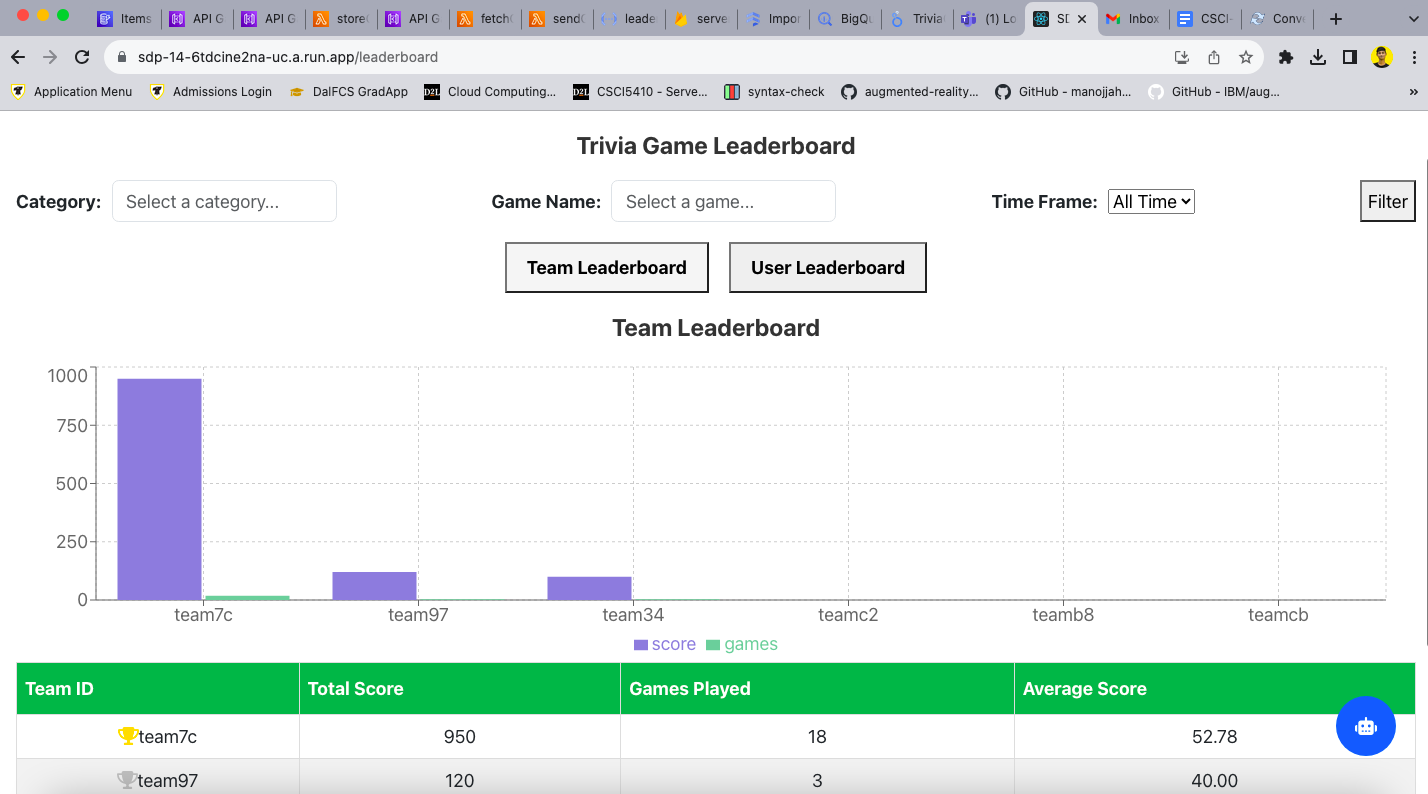 Items API G API G store( API G fetch( send( leade serve Impor BigQu Trivia( (1) Lo SD Inbox CSCI- Conve
sdp-14-6tdcine2na-uc.a.run.app/leaderboard
Application Menu Admissions Login DalFCS GradApp D2L Cloud Computing... D2L CSCI5410 - Serve... syntax-check augmented-reality... GitHub - manojjah... GitHub - IBM/aug... »
Trivia Game Leaderboard
Category: Select a category... Game Name: Select a game... Time Frame: All Time Filter
Team Leaderboard User Leaderboard
Team Leaderboard
1000
750
500
250
0
team7c team97 team34 teamc2 teamb8 teamcb
score games
Team ID Total Score Games Played Average Score
team7c 950 18 52.78
team97 120 3 40.00